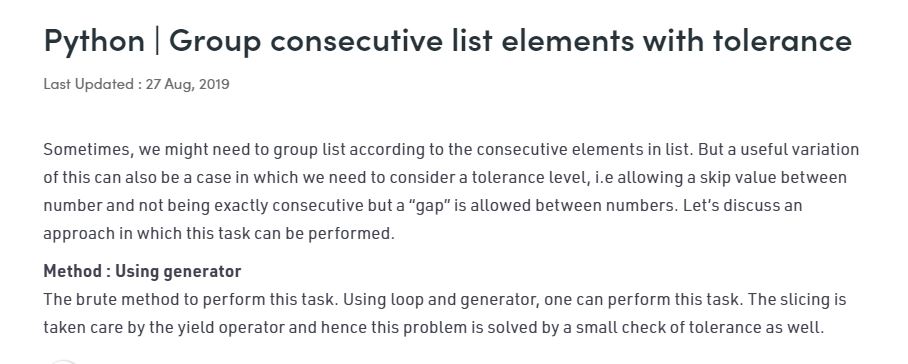 Python | Group consecutive list elements with tolerance
Last Updated : 27 Aug, 2019
Sometimes, we might need to group list according to the consecutive elements in list. But a useful variation
of this can also be a case in which we need to consider a tolerance level, i.e allowing a skip value between
number and not being exactly consecutive but a “gap” is allowed between numbers. Let’s discuss an
approach in which this task can be performed.
Method : Using generator
The brute method to perform this task. Using loop and generator, one can perform this task. The slicing is
taken care by the yield operator and hence this problem is solved by a small check of tolerance as well.